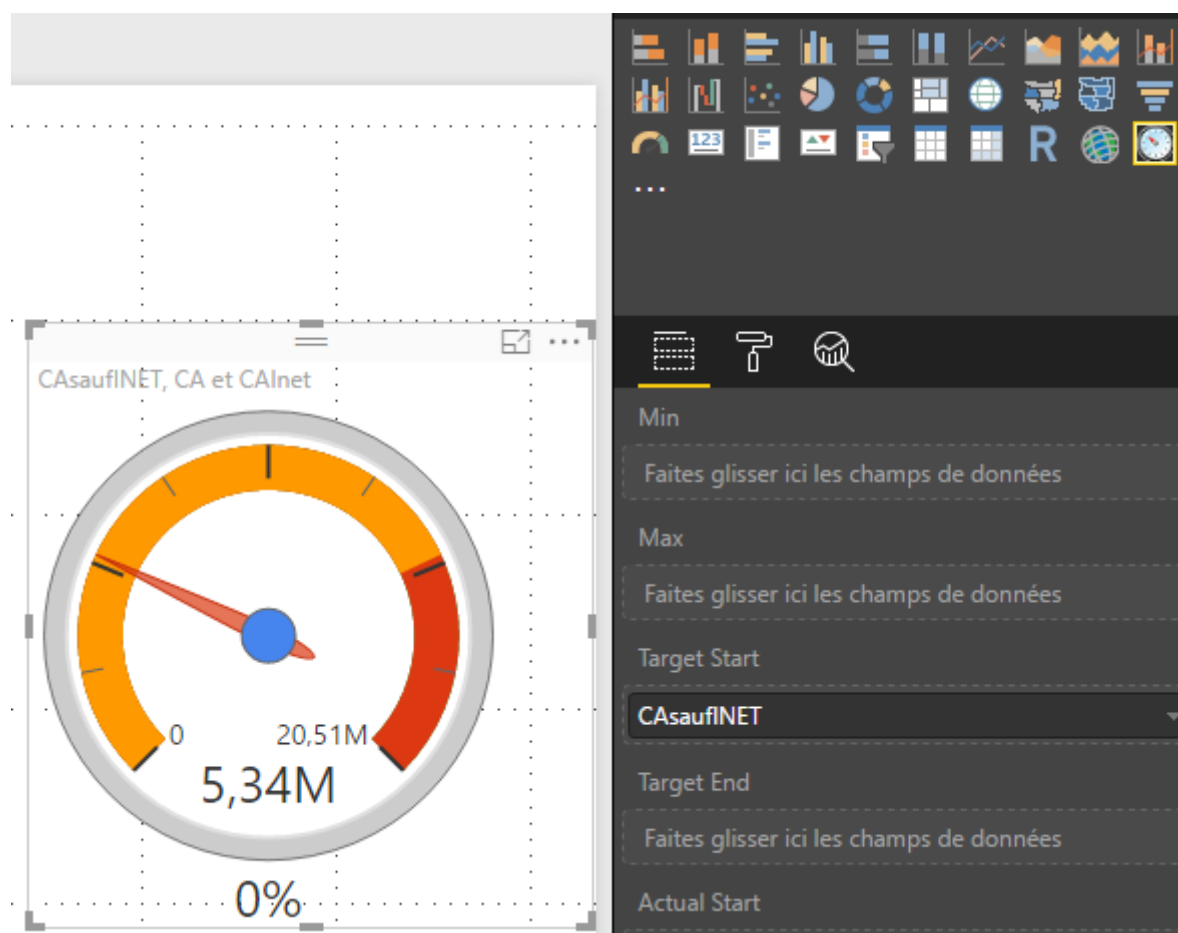 123
R
CAsaufINET, CA et CAInet
0
20,51M
5,34M
0%
Min
Faites glisser ici les champs de données
Max
Faites glisser ici les champs de données
Target Start
CAsaufINET
Target End
Faites glisser ici les champs de données
Actual Start